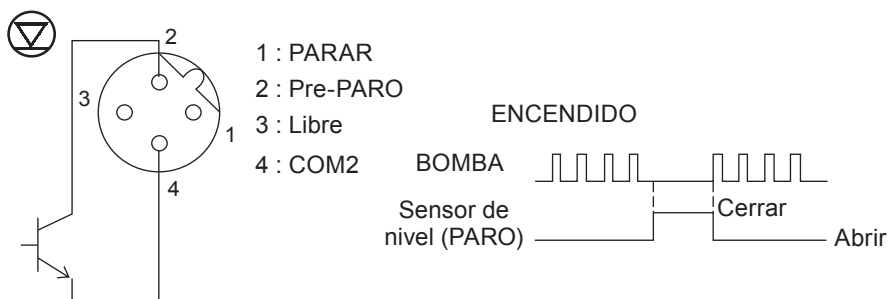 2
3
1
4
1 : PARAR
2 : Pre-PARO
3 : Libre
4 : COM2
ENCENDIDO
BOMBA
Sensor de
nivel (PARO)
Cerrar
Abrir